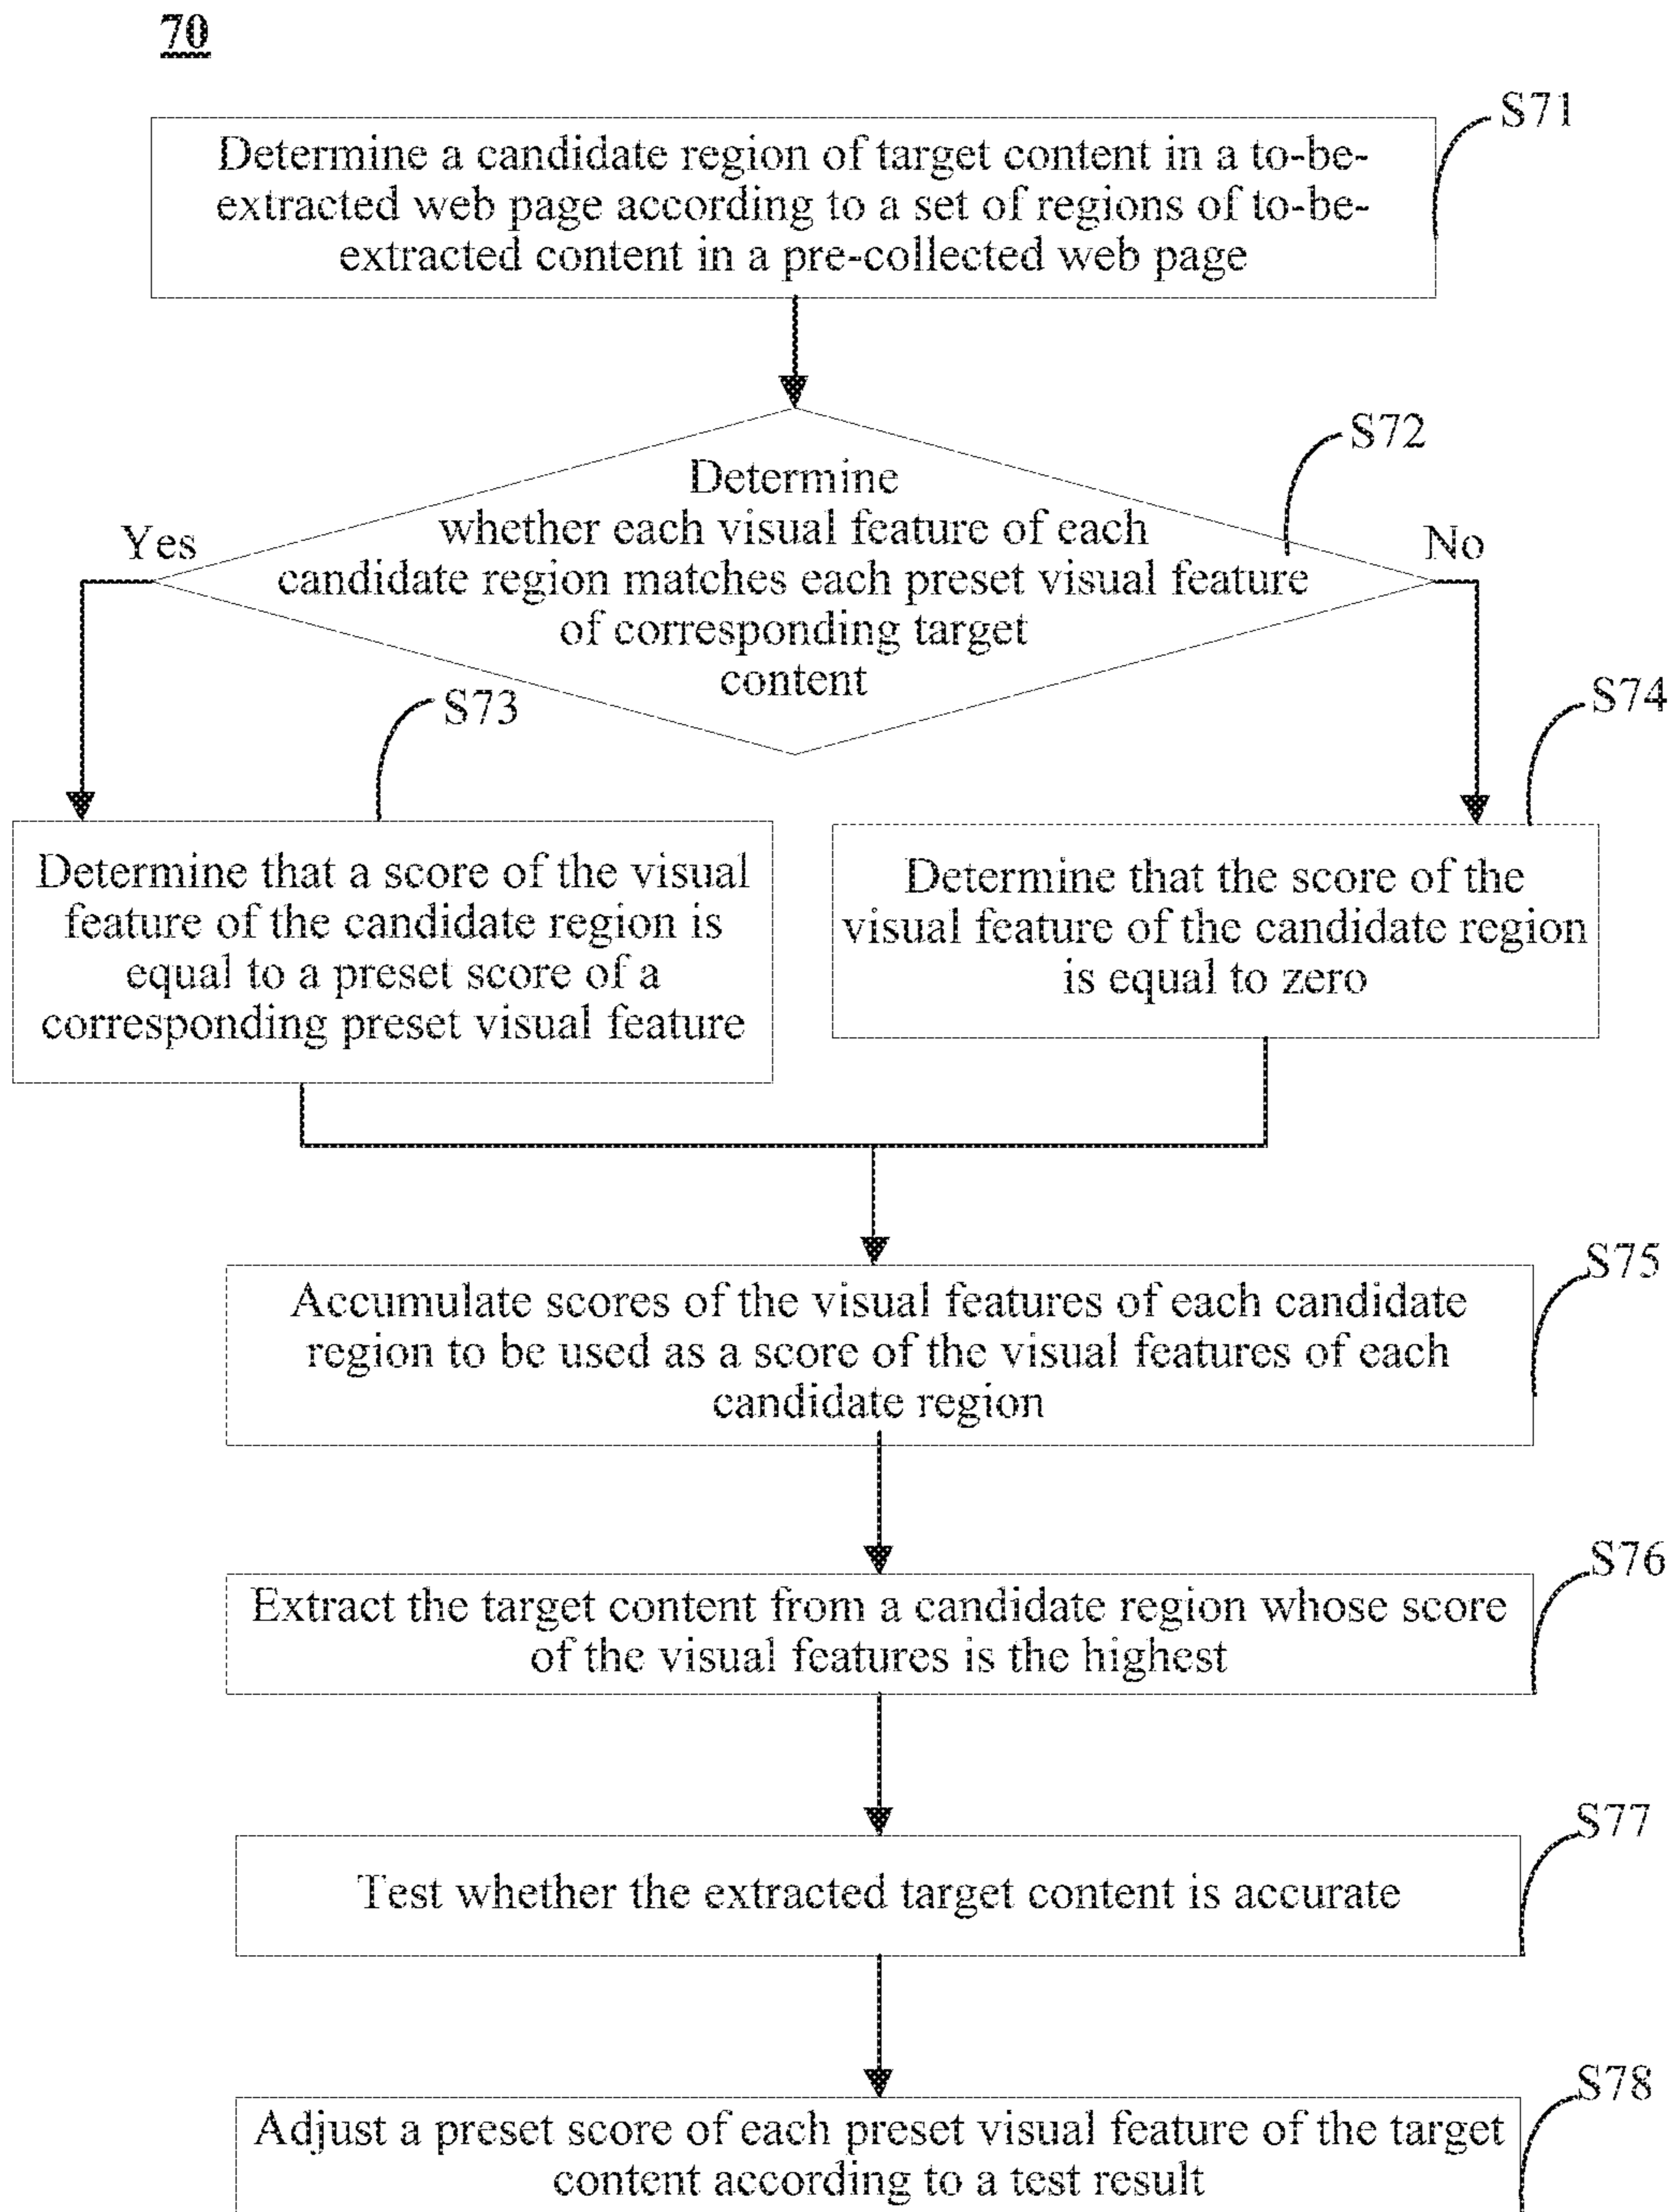 70
S71
Determine a candidate region of target content in a to-be-
extracted web page according to a set of regions of to-be-
extracted content in a pre-collected web page
S72
Determine
whether each visual feature of each
candidate region matches each preset visual feature
of corresponding target
content
Yes
No
S73
S74
Determine that a score of the visual
feature of the candidate region is
equal to a preset score of a
corresponding preset visual feature
Determine that the score of the
visual feature of the candidate region
is equal to zero
S75
Accumulate scores of the visual features of each candidate
region to be used as a score of the visual features of each
candidate region
S76
Extract the target content from a candidate region whose score
of the visual features is the highest
S77
Test whether the extracted target content is accurate
S78
Adjust a preset score of each preset visual feature of the target
content according to a test result